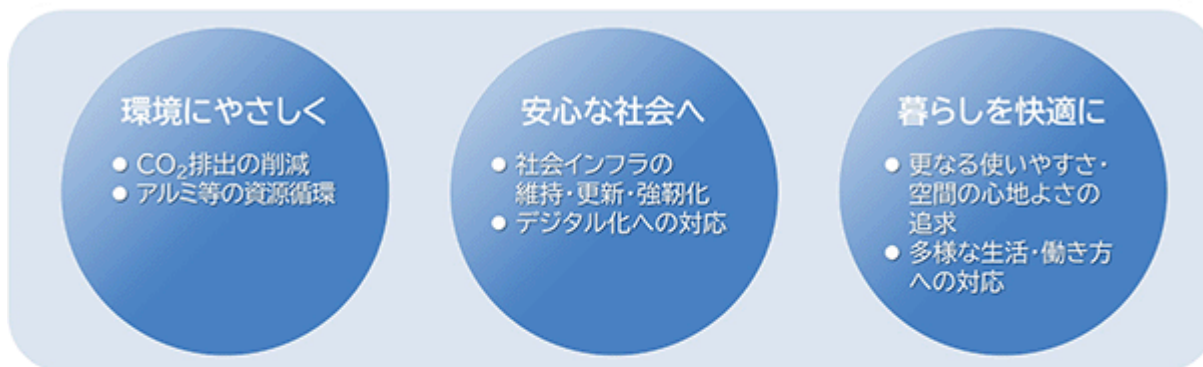 環境にやさしく
● CO₂排出の削減
● アルミ等の資源循環
安心な社会へ
● 社会インフラの
維持・更新・強靭化
● デジタル化への対応
暮らしを快適に
● 更なる使いやすさ・
空間の心地よさの
追求
● 多様な生活・働き方
への対応